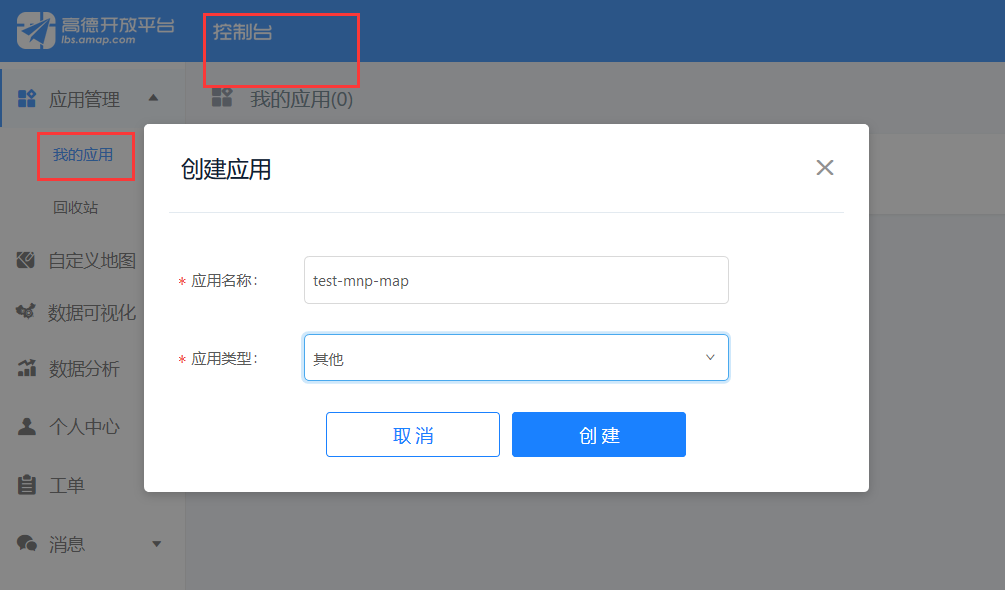 高德开放平台
lbs.amap.com
控制台
应用管理
我的应用(0)
我的应用
回收站
自定义地图
数据可视化
数据分析
个人中心
工单
消息
创建应用
* 应用名称:
test-mnp-map
* 应用类型:
其他
取 消
创 建